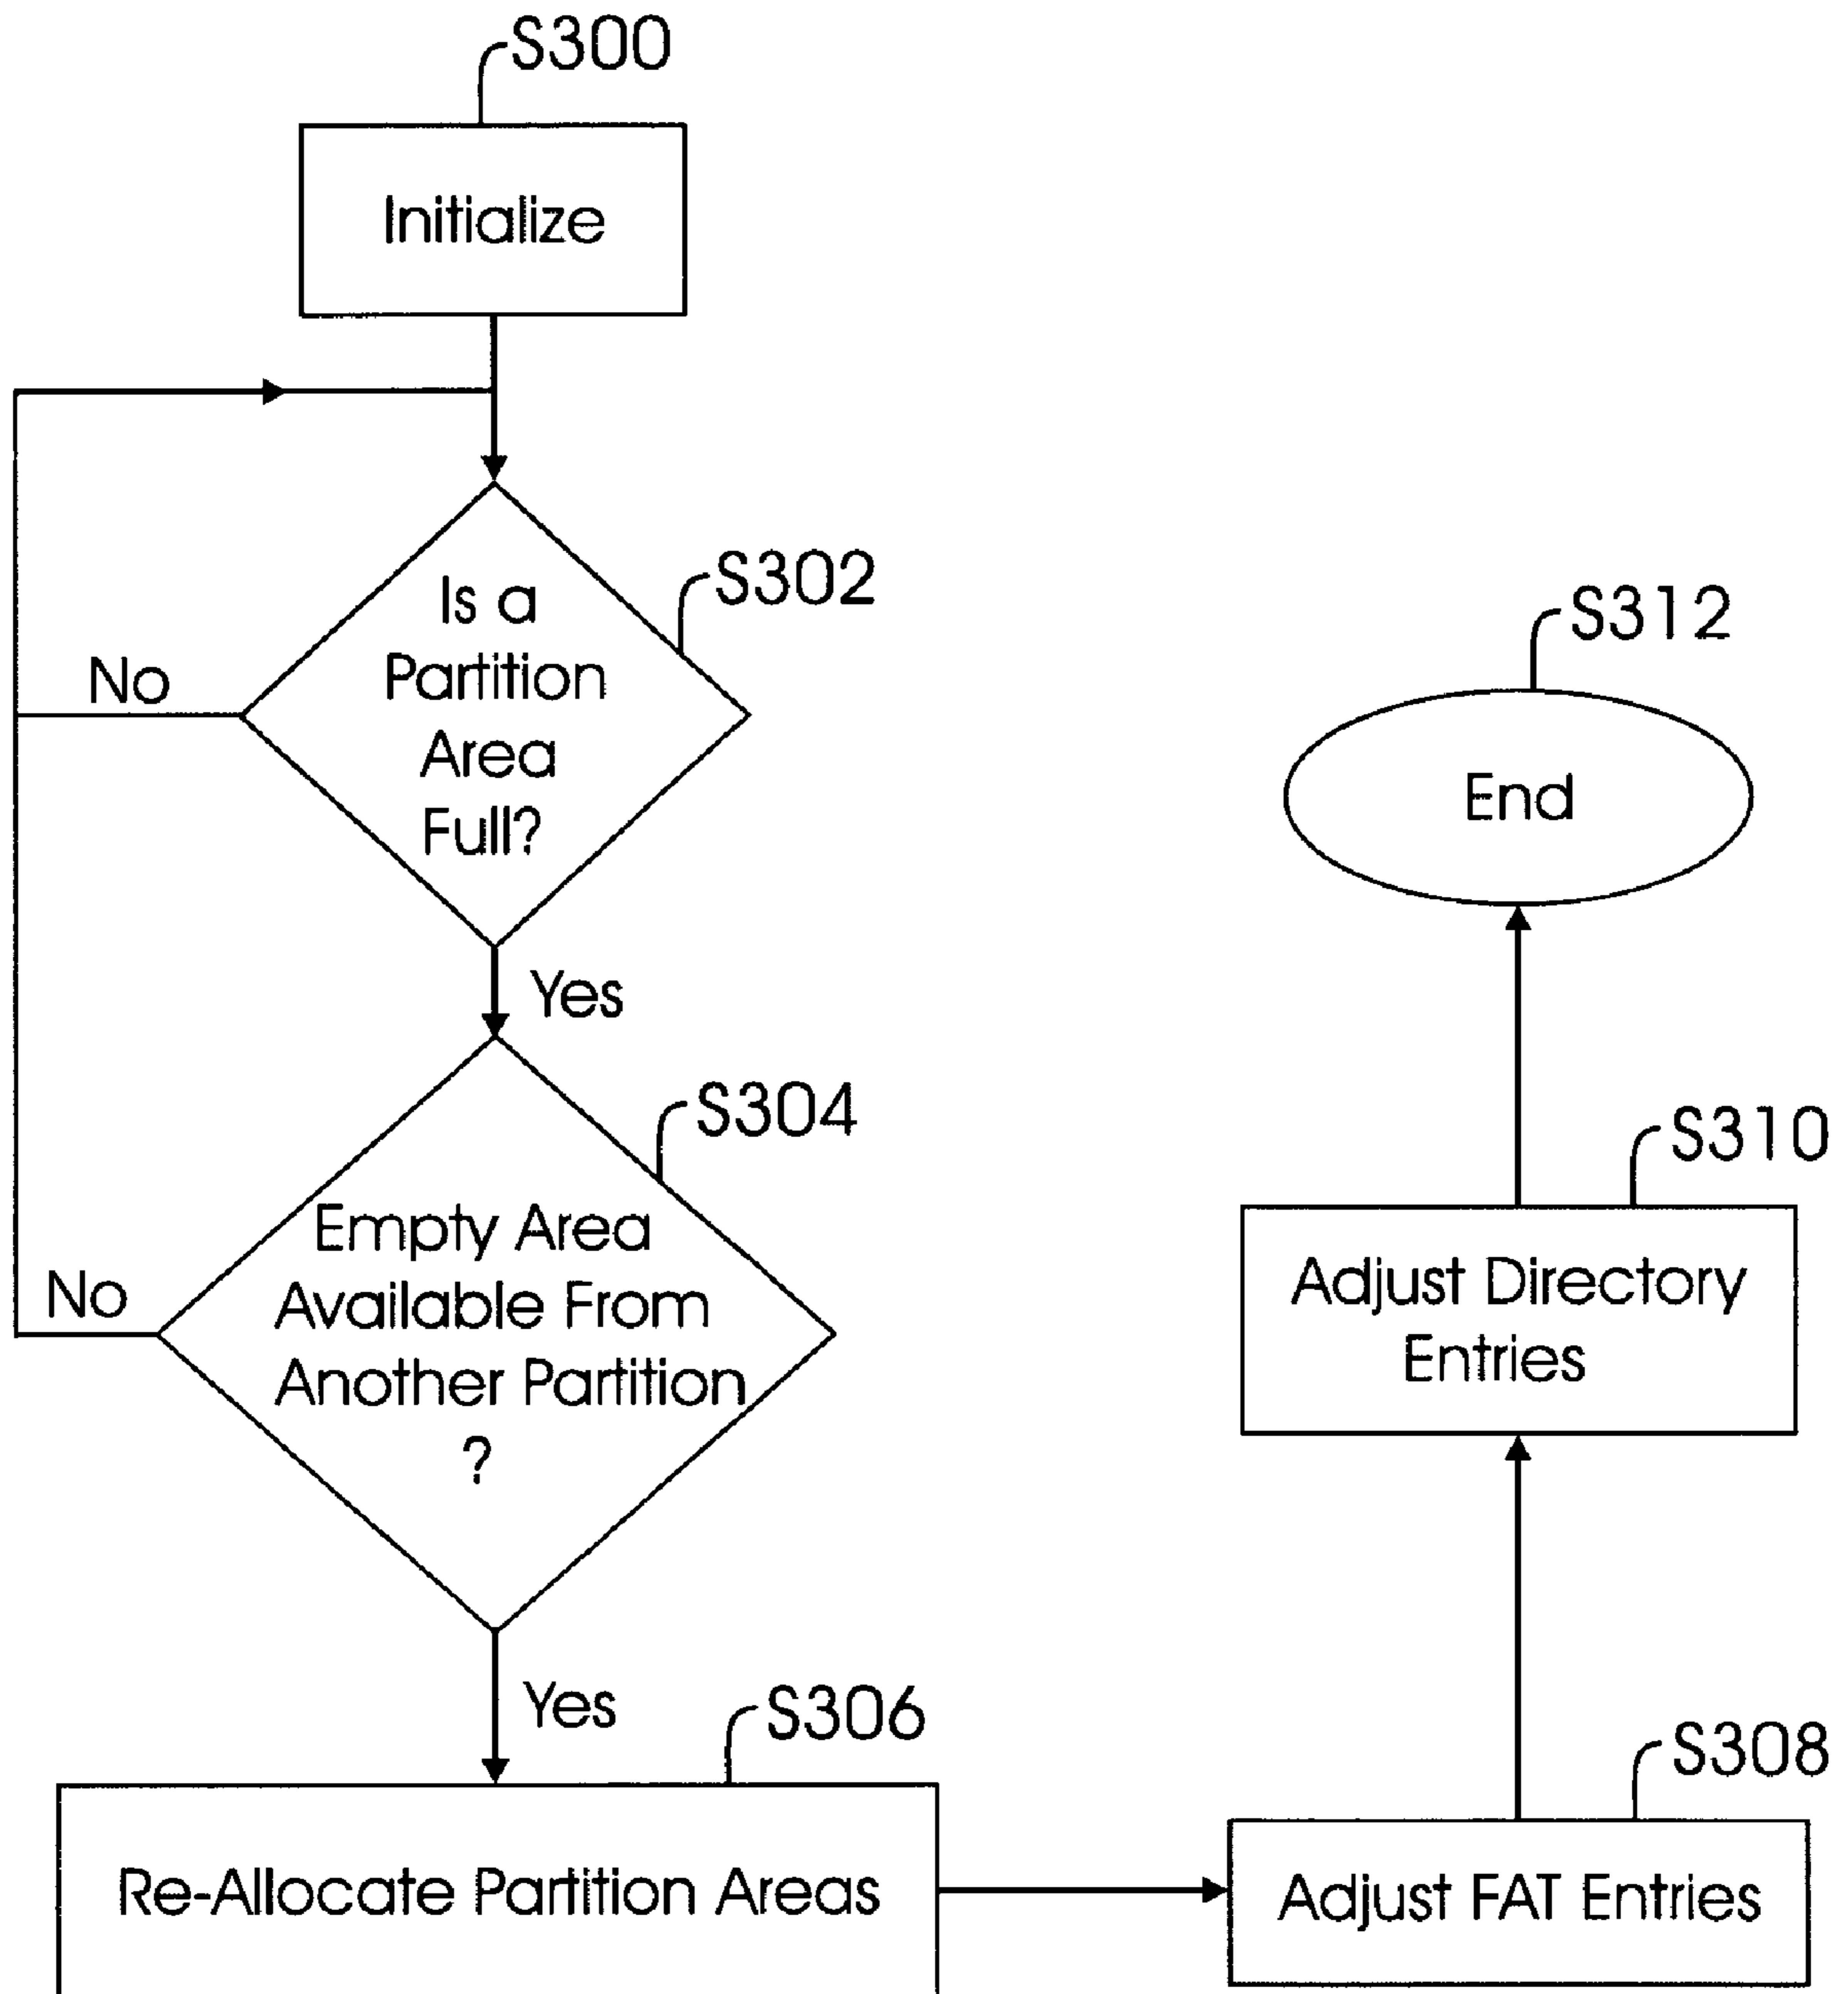 S300
Initialize
S302
Is a
Partition
Area
Full?
No
Yes
S304
Empty Area
Available From
Another Partition
?
No
Yes
S306
Re-Allocate Partition Areas
S308
Adjust FAT Entries
S310
Adjust Directory
Entries
S312
End